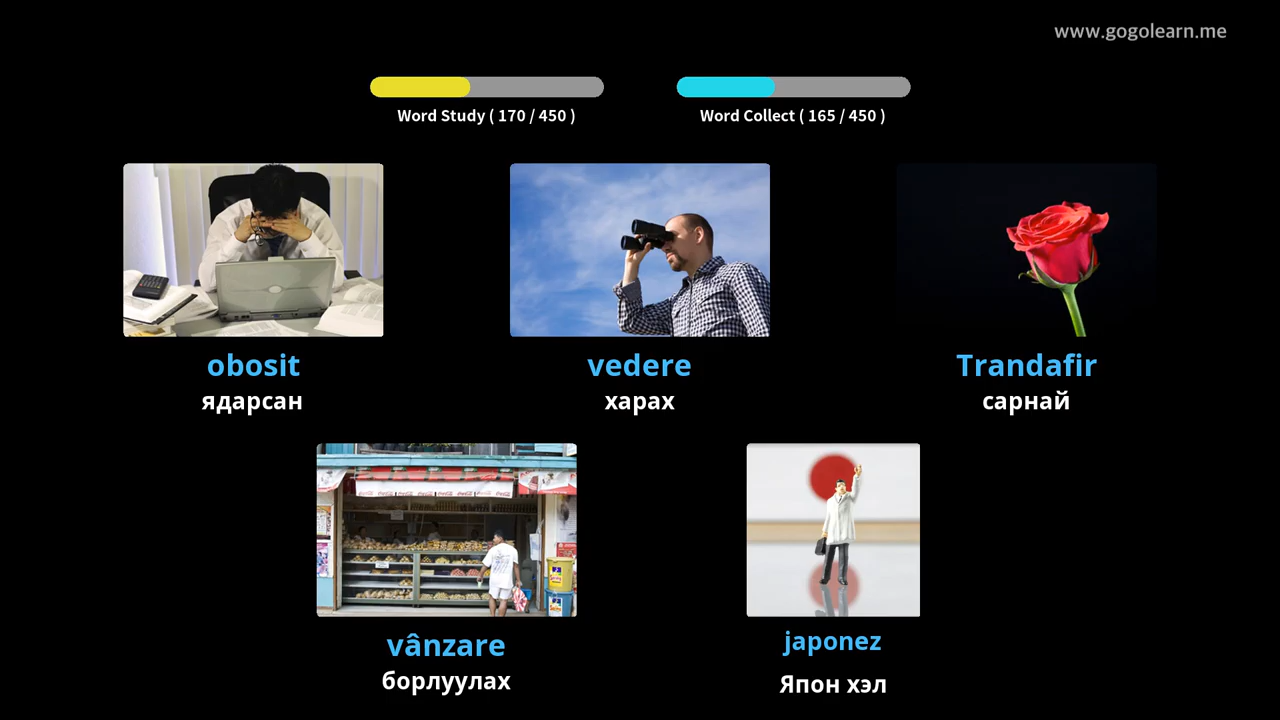 www.gogolearn.me
Word Study ( 170 / 450 )
Word Collect ( 165 / 450 )
obosit
ядарсан
vedere
харах
Trandafir
сарнай
vânzare
борлуулах
japonez
Япон хэл